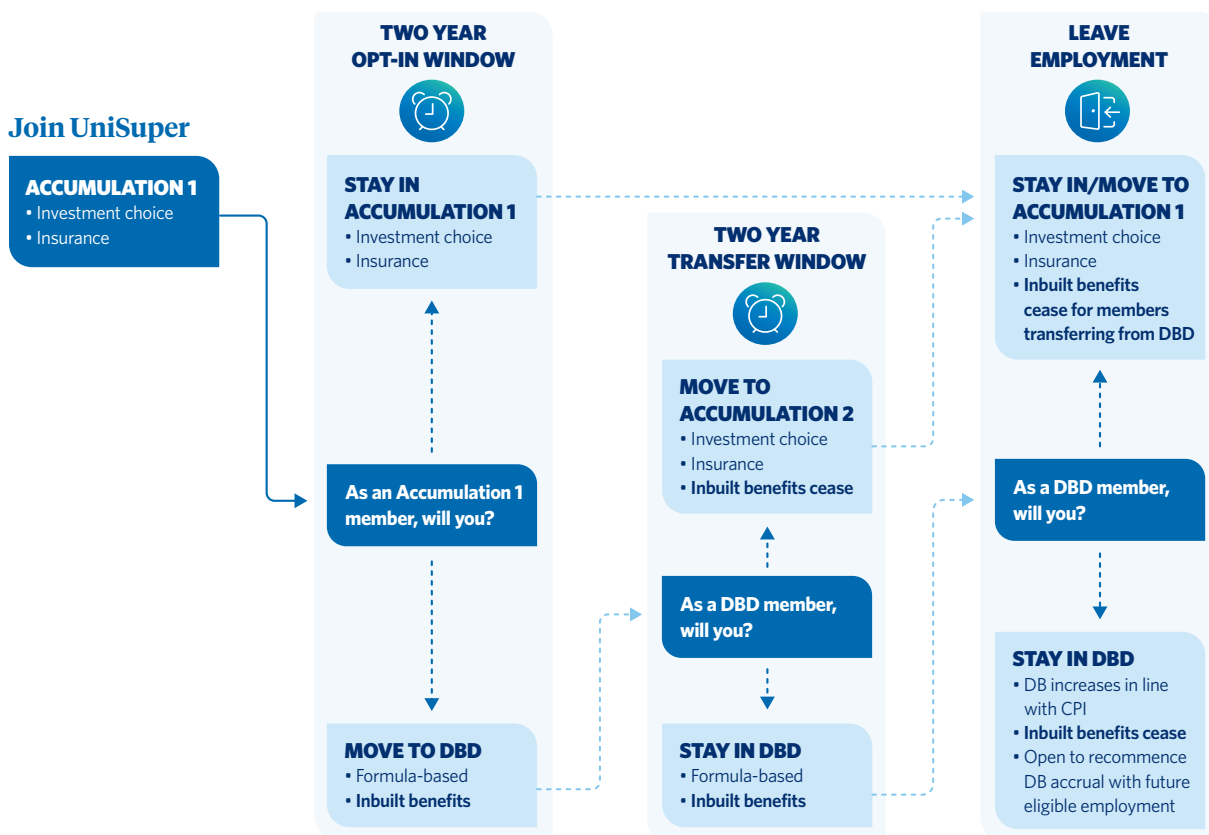 Join UniSuper
ACCUMULATION 1
• Investment choice
• Insurance
TWO YEAR
OPT-IN WINDOW
STAY IN
ACCUMULATION 1
• Investment choice
• Insurance
As an Accumulation 1
member, will you?
MOVE TO DBD
• Formula-based
• Inbuilt benefits
TWO YEAR
TRANSFER WINDOW
MOVE TO
ACCUMULATION 2
• Investment choice
• Insurance
• Inbuilt benefits cease
As a DBD member,
will you?
STAY IN DBD
• Formula-based
• Inbuilt benefits
LEAVE
EMPLOYMENT
STAY IN/MOVE TO
ACCUMULATION 1
• Investment choice
• Insurance
• Inbuilt benefits
cease for members
transferring from DBD
As a DBD member,
will you?
STAY IN DBD
• DB increases in line
with CPI
• Inbuilt benefits cease
• Open to recommence
DB accrual with future
eligible employment